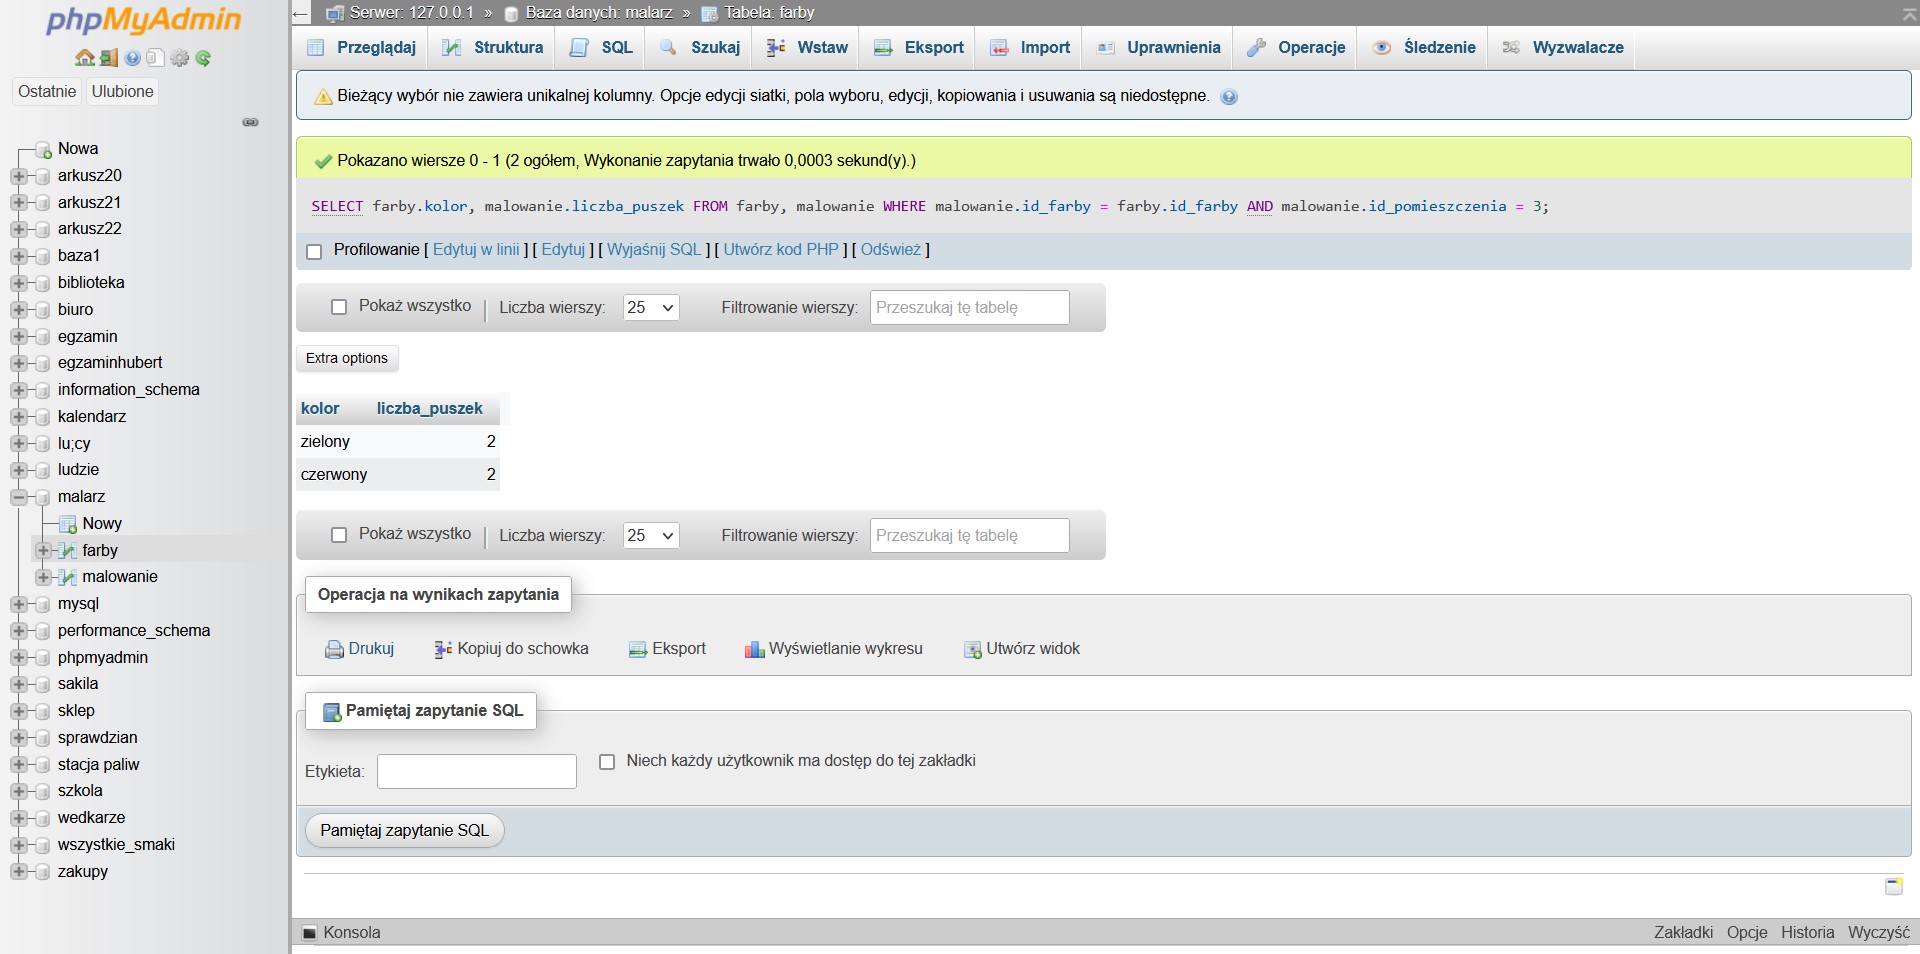 phpMyAdmin
Ostatnie Ulubione
Nowa
arkusz20
arkusz21
arkusz22
baza1
biblioteka
biuro
egzamin
egzaminhubert
information_schema
kalendarz
lu;cy
ludzie
malarz
Nowy
farby
malowanie
mysql
performance_schema
phpmyadmin
sakila
sklep
sprawdzian
stacja paliw
szkola
wedkarze
wszystkie_smaki
zakupy
← Serwer: 127.0.0.1 » Baza danych: malarz » Tabela: farby
Przeglądaj Struktura SQL Szukaj Wstaw Eksport Import Uprawnienia Operacje Śledzenie Wyzwalacze
Bieżący wybór nie zawiera unikalnej kolumny. Opcje edycji siatki, pola wyboru, edycji, kopiowania i usuwania są niedostępne.
Pokazano wiersze 0 - 1 (2 ogółem, Wykonanie zapytania trwało 0,0003 sekund(y).)
SELECT farby.kolor, malowanie.liczba_puszek FROM farby, malowanie WHERE malowanie.id_farby = farby.id_farby AND malowanie.id_pomieszczenia = 3;
Profilowanie [ Edytuj w linii ] [ Edytuj ] [ Wyjaśnij SQL ] [ Utwórz kod PHP ] [ Odśwież ]
Pokaż wszystko | Liczba wierszy: 25 Filtrowanie wierszy: Przeszukaj tę tabelę
Extra options
kolor liczba_puszek
zielony 2
czerwony 2
Pokaż wszystko | Liczba wierszy: 25 Filtrowanie wierszy: Przeszukaj tę tabelę
Operacja na wynikach zapytania
Drukuj Kopiuj do schowka Eksport Wyświetlanie wykresu Utwórz widok
Pamiętaj zapytanie SQL
Etykieta: Niech każdy użytkownik ma dostęp do tej zakładki
Pamiętaj zapytanie SQL
Konsola Zakładki Opcje Historia Wyczyść